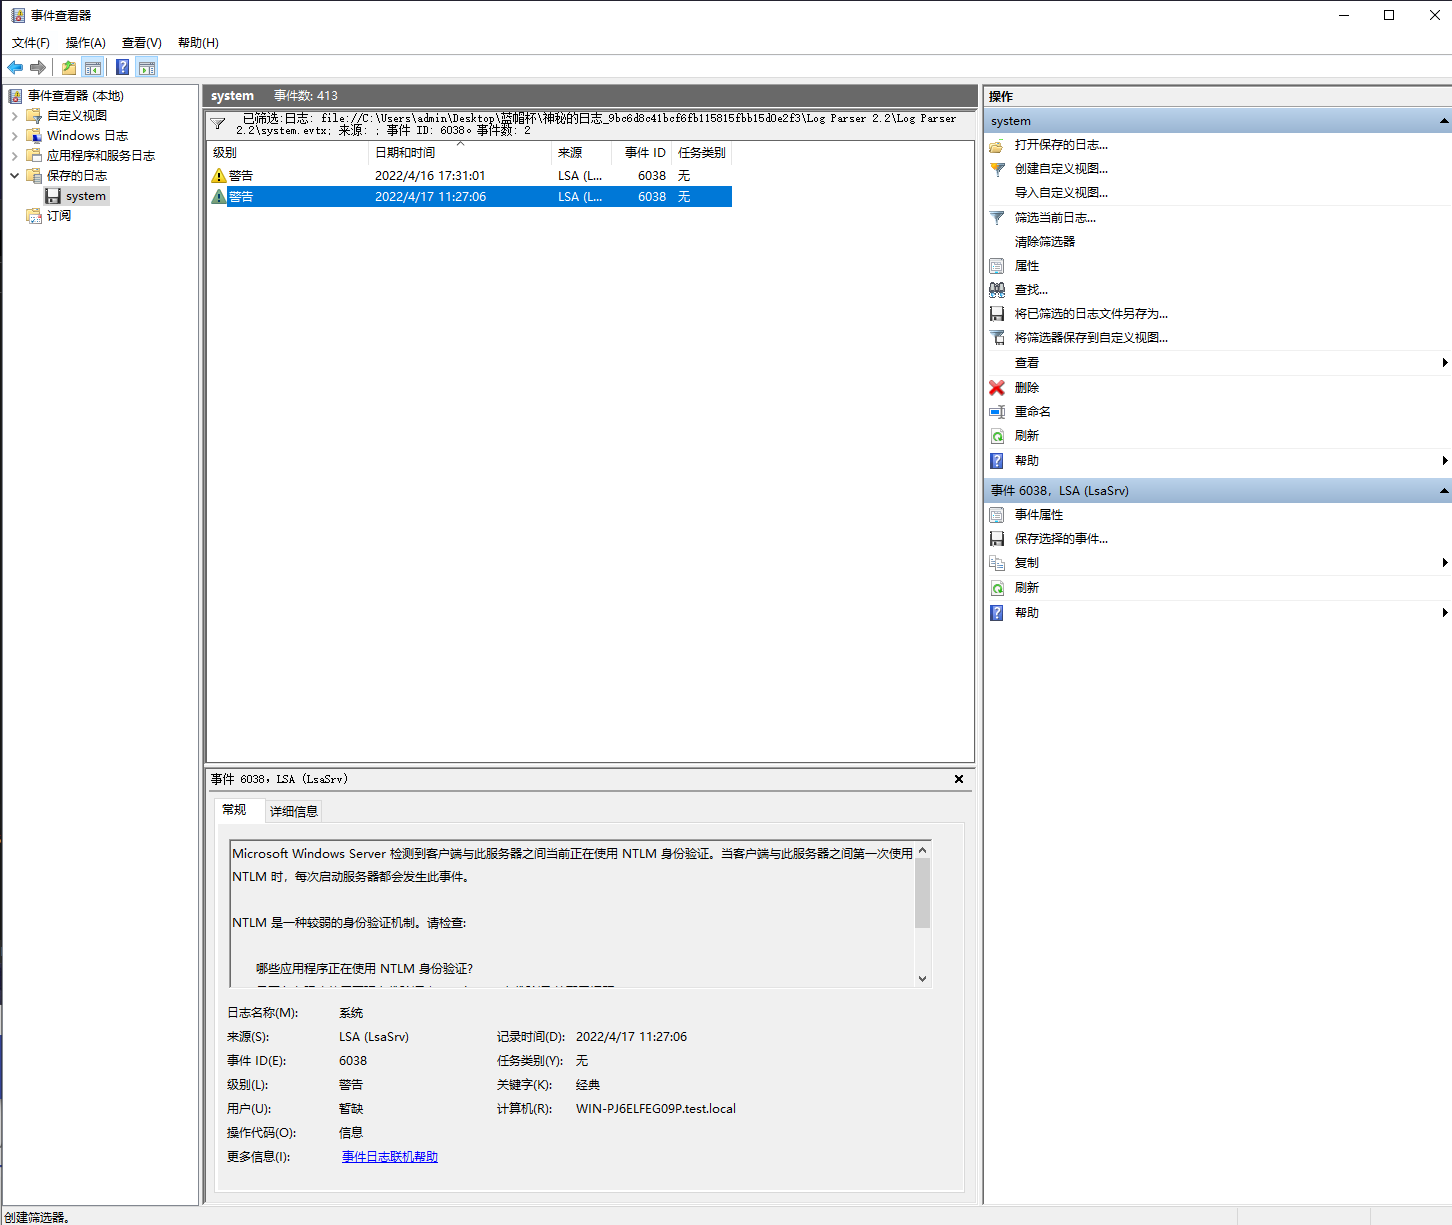 事件查看器
文件(F) 操作(A) 查看(V) 帮助(H)
事件查看器 (本地)
自定义视图
Windows 日志
应用程序和服务日志
保存的日志
system
订阅
system 事件数: 413
已筛选:日志: file://C:\Users\admin\Desktop\蓝帽杯\神秘的日志_9bc6d8c41bcf6fb115815fbb15d0e2f3\Log Parser 2.2\Log Parser
2.2\system.evtx; 来源: ; 事件 ID: 6038。事件数: 2
级别 日期和时间 来源 事件 ID 任务类别
警告 2022/4/16 17:31:01 LSA (L... 6038 无
警告 2022/4/17 11:27:06 LSA (L... 6038 无
事件 6038，LSA (LsaSrv)
常规 详细信息
Microsoft Windows Server 检测到客户端与此服务器之间当前正在使用 NTLM 身份验证。当客户端与此服务器之间第一次使用
NTLM 时，每次启动服务器都会发生此事件。
NTLM 是一种较弱的身份验证机制。请检查:
哪些应用程序正在使用 NTLM 身份验证?
日志名称(M): 系统
来源(S): LSA (LsaSrv) 记录时间(D): 2022/4/17 11:27:06
事件 ID(E): 6038 任务类别(Y): 无
级别(L): 警告 关键字(K): 经典
用户(U): 暂缺 计算机(R): WIN-PJ6ELFEG09P.test.local
操作代码(O): 信息
更多信息(I): 事件日志联机帮助
操作
system
打开保存的日志...
创建自定义视图...
导入自定义视图...
筛选当前日志...
清除筛选器
属性
查找...
将已筛选的日志文件另存为...
将筛选器保存到自定义视图...
查看
删除
重命名
刷新
帮助
事件 6038，LSA (LsaSrv)
事件属性
保存选择的事件...
复制
刷新
帮助
创建筛选器。